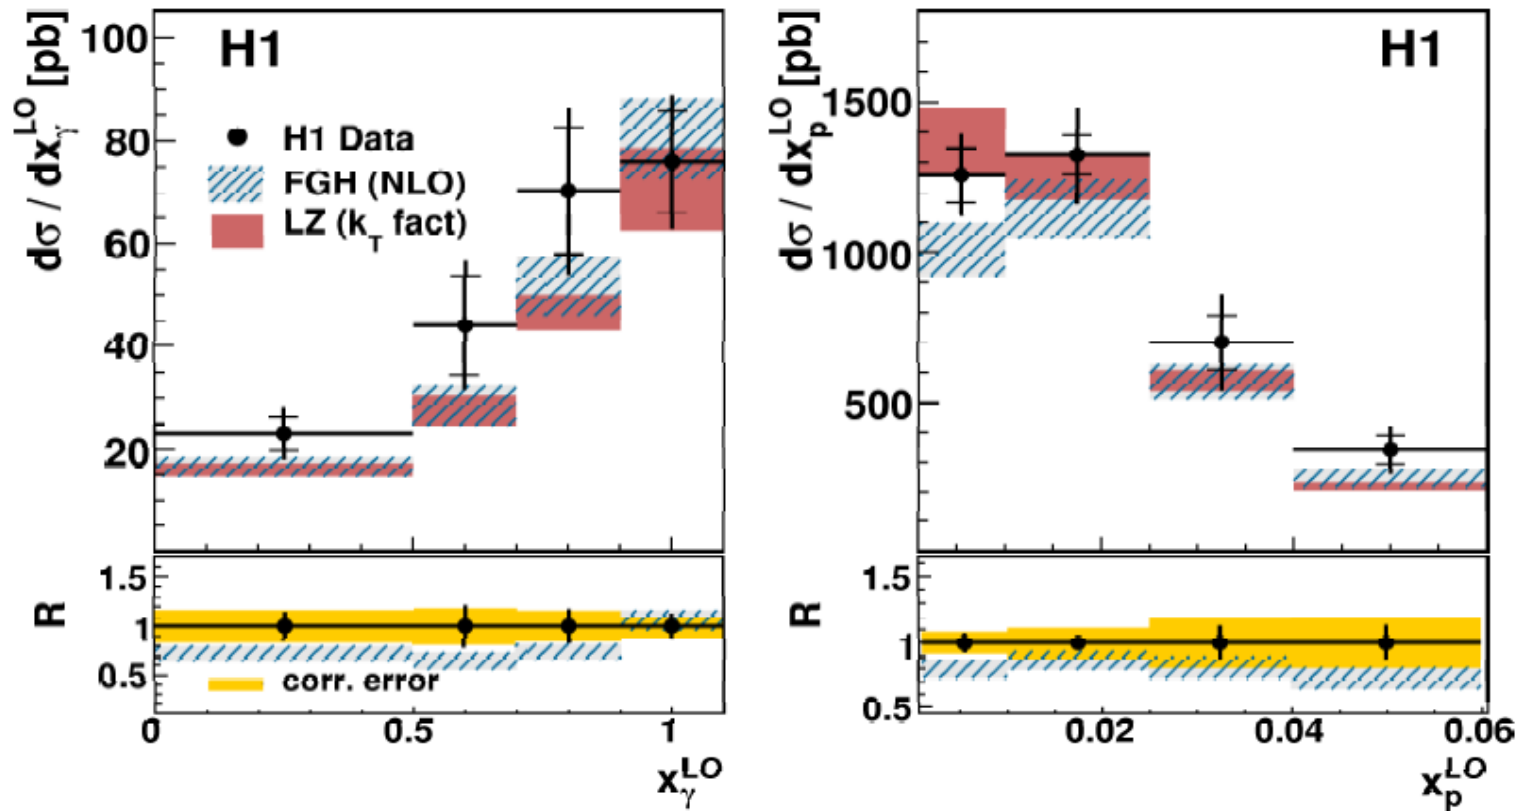 dσ / dx_γ^LO [pb]
H1
100
80
60
40
20
H1 Data
FGH (NLO)
LZ (k_T fact)
R
1.5
1
0.5
corr. error
0
0.5
1
x_γ^LO
dσ / dx_p^LO [pb]
H1
1500
1000
500
R
1.5
1
0.5
0.02
0.04
0.06
x_p^LO